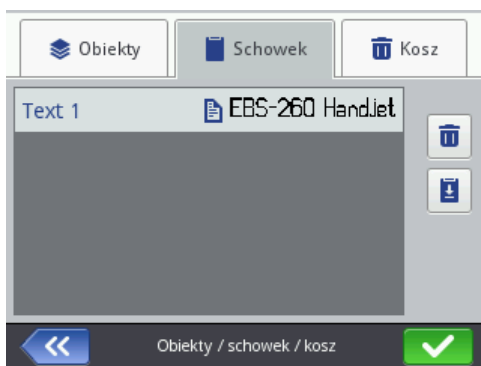 Obiekty
Schowek
Kosz
Text 1 EBS-260 HandJet
Obiekty / schowek / kosz